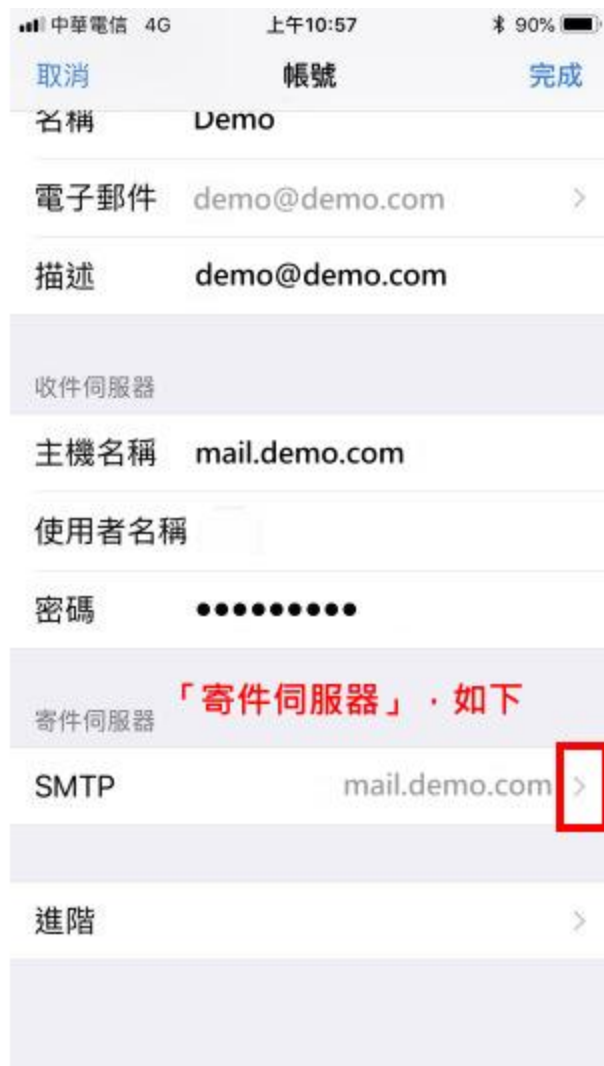 中華電信 4G 上午10:57 90%
取消 帳號 完成
名稱 Demo
電子郵件 demo@demo.com
描述 demo@demo.com
收件伺服器
主機名稱 mail.demo.com
使用者名稱
密碼 ●●●●●●●●●
「寄件伺服器」，如下
寄件伺服器
SMTP mail.demo.com
進階